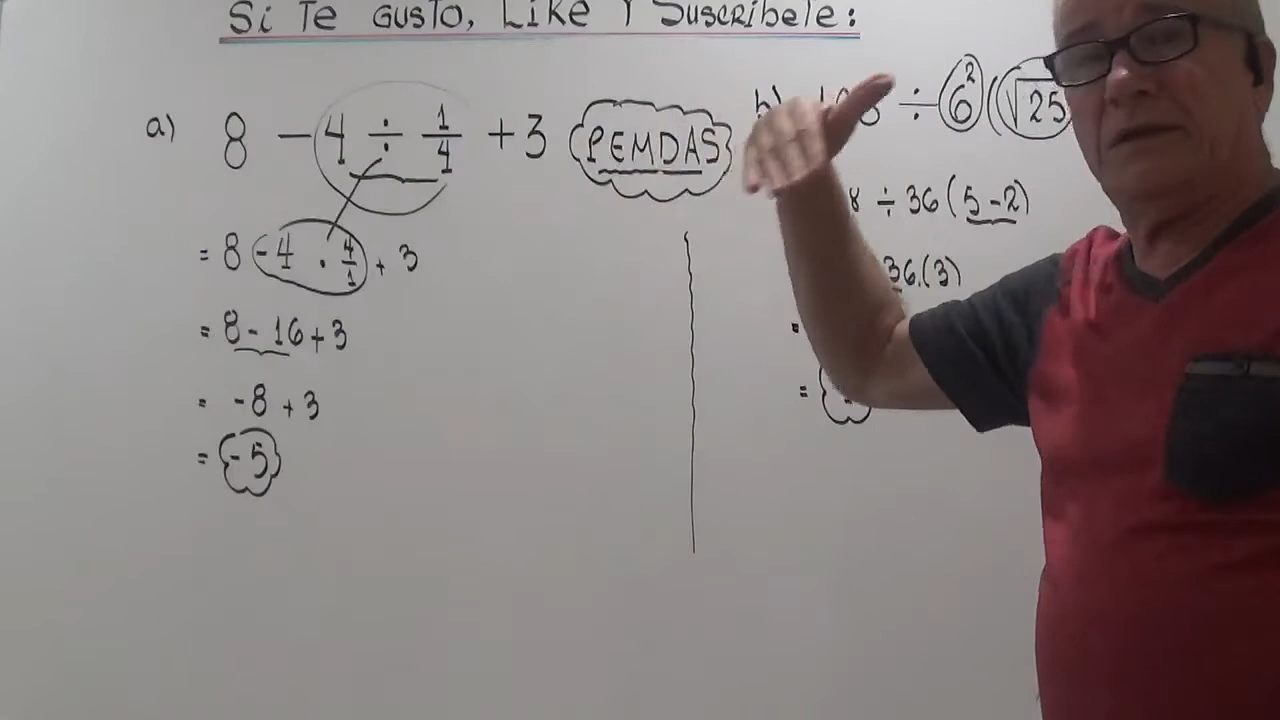 Si Te Gusto, Like Y Suscribele:
a) 8 - 4 ÷ 1/4 + 3 PEMDAS
= 8 - 4 . 4/1 + 3
= 8 - 16 + 3
= -8 + 3
= -5
b) ÷ 6² (√25
8 ÷ 36 (5 - 2)
36.(3)
=
=